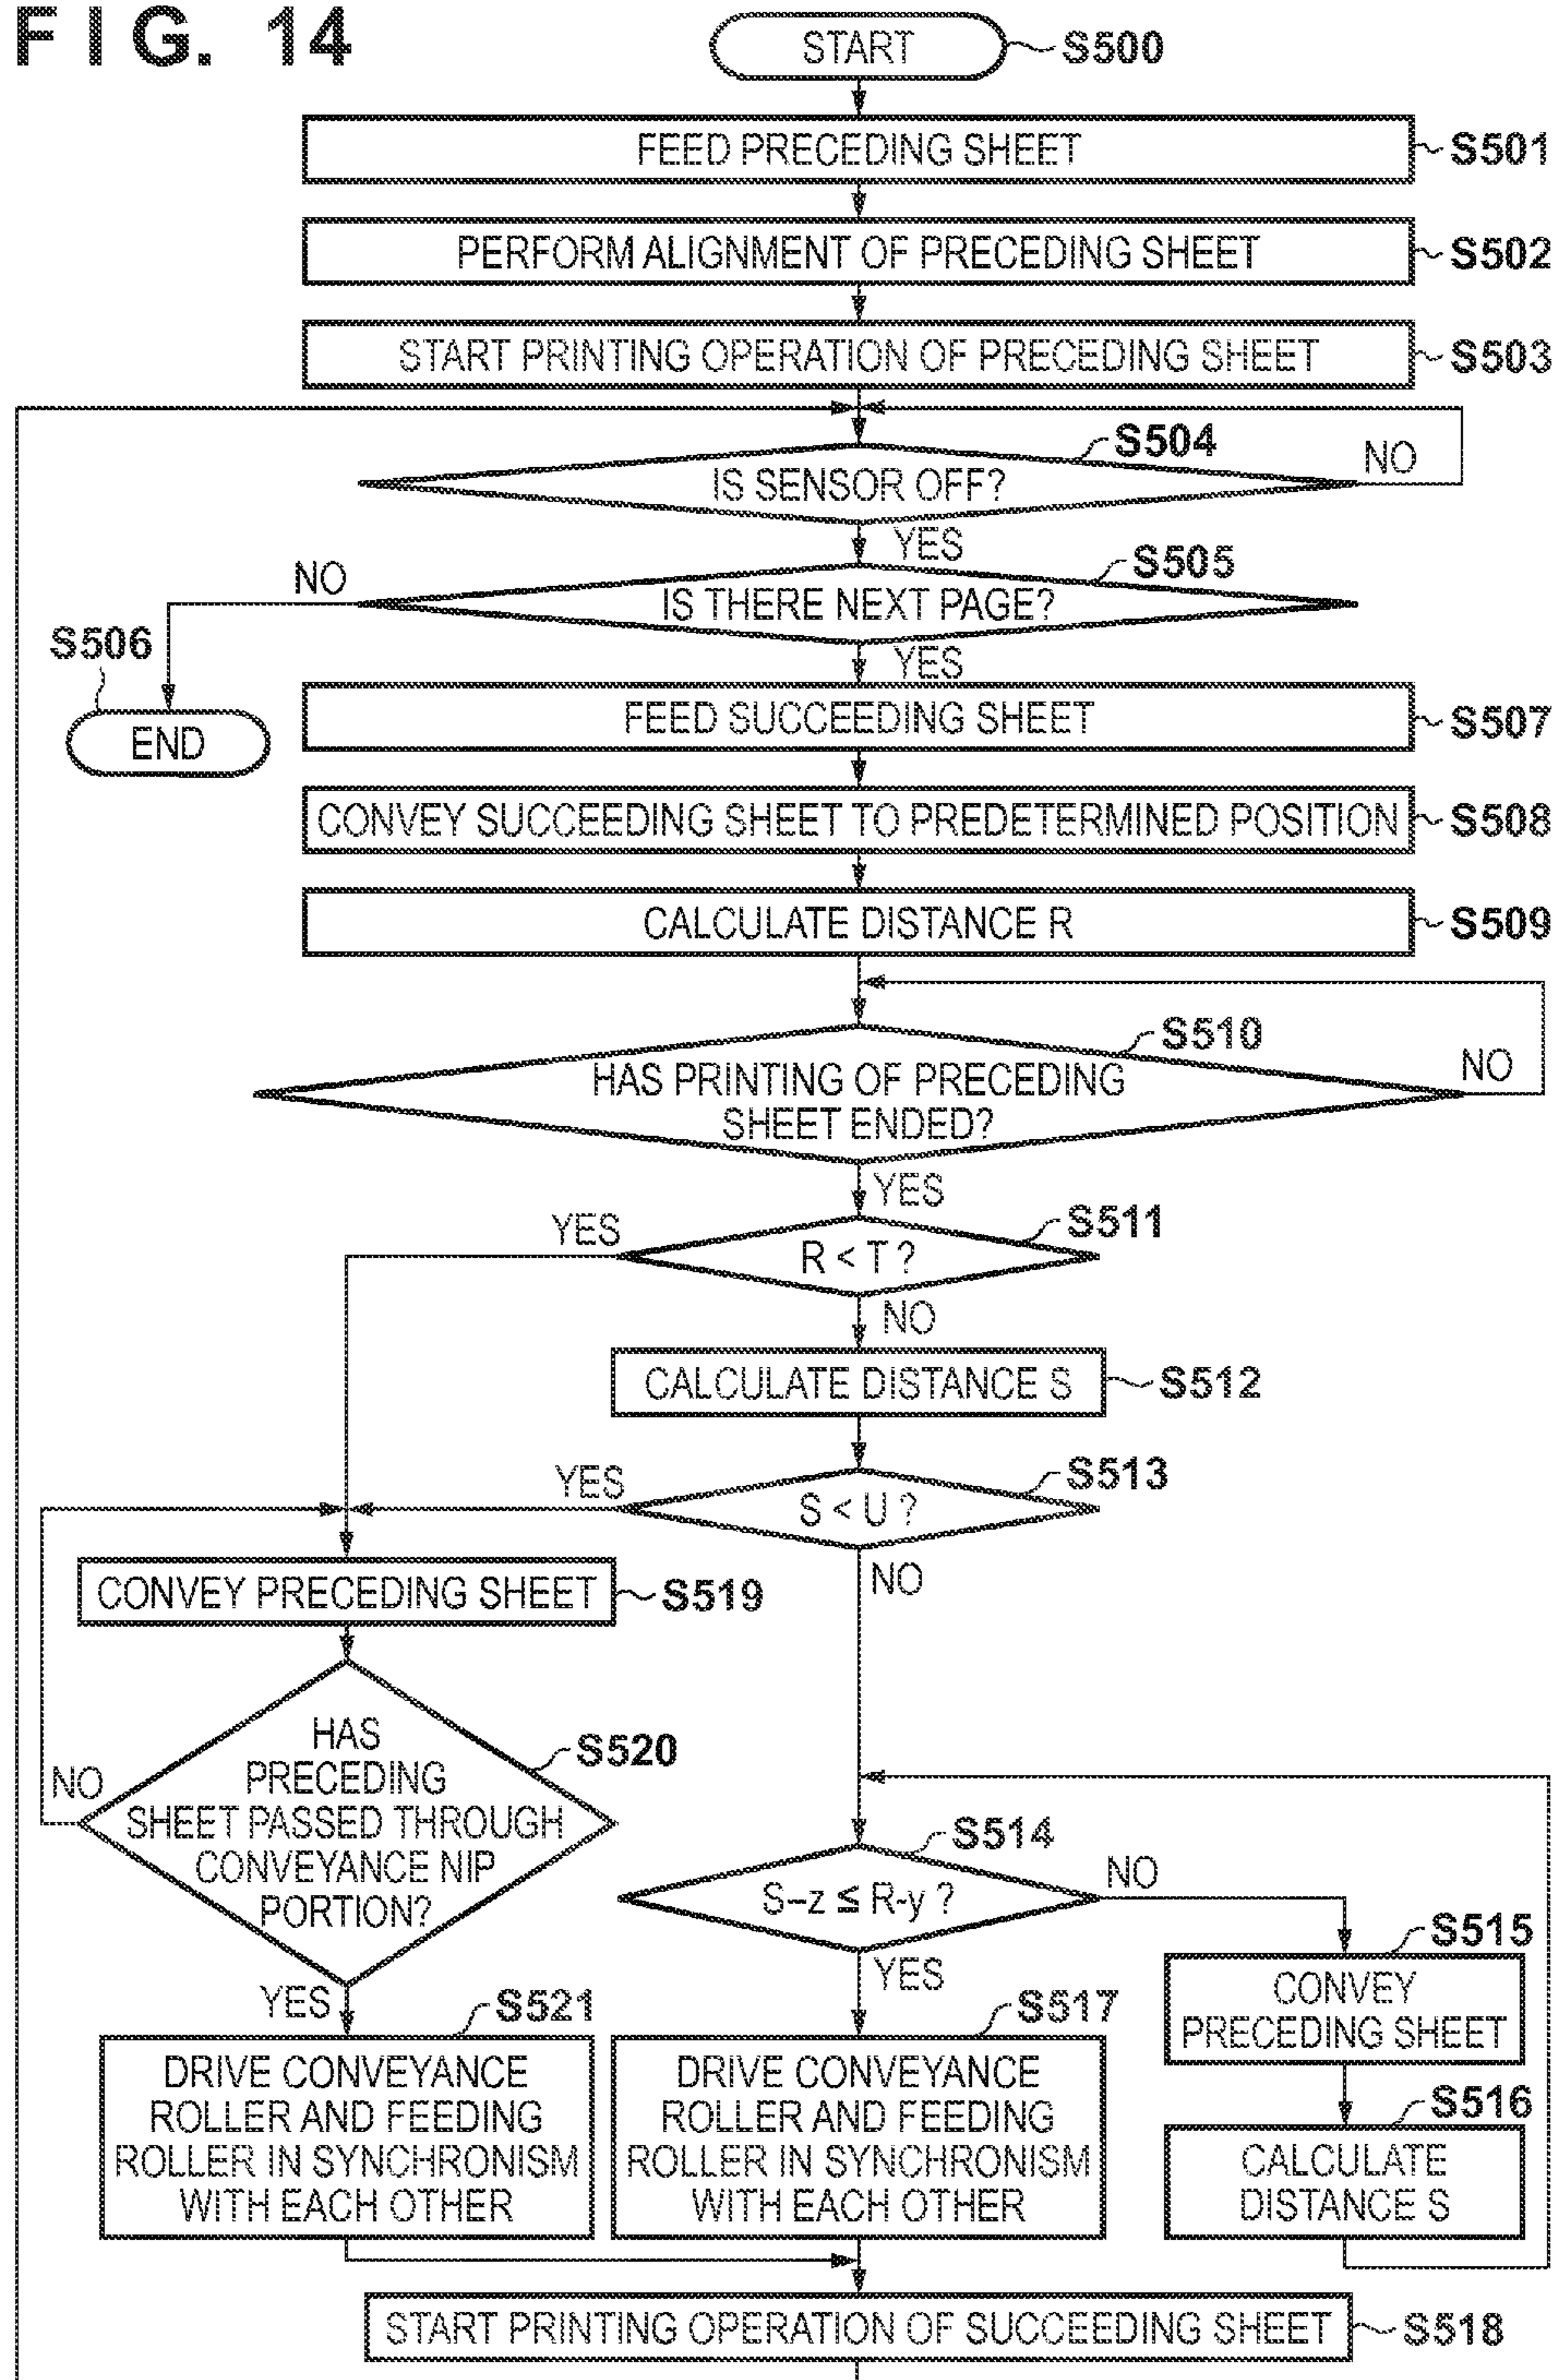 FIG. 14
START
S500
FEED PRECEDING SHEET
S501
PERFORM ALIGNMENT OF PRECEDING SHEET
S502
START PRINTING OPERATION OF PRECEDING SHEET
S503
S504
NO
IS SENSOR OFF?
YES
S505
NO
IS THERE NEXT PAGE?
YES
S506
END
FEED SUCCEEDING SHEET
S507
CONVEY SUCCEEDING SHEET TO PREDETERMINED POSITION
S508
CALCULATE DISTANCE R
S509
S510
NO
HAS PRINTING OF PRECEDING
SHEET ENDED?
YES
S511
YES
R < T ?
NO
CALCULATE DISTANCE S
S512
S513
YES
S < U ?
NO
CONVEY PRECEDING SHEET
S519
HAS
PRECEDING
SHEET PASSED THROUGH
CONVEYANCE NIP
PORTION?
S520
NO
YES
S514
S–z ≦ R-y ?
NO
YES
S515
CONVEY
PRECEDING SHEET
S516
CALCULATE
DISTANCE S
S521
DRIVE CONVEYANCE
ROLLER AND FEEDING
ROLLER IN SYNCHRONISM
WITH EACH OTHER
S517
DRIVE CONVEYANCE
ROLLER AND FEEDING
ROLLER IN SYNCHRONISM
WITH EACH OTHER
START PRINTING OPERATION OF SUCCEEDING SHEET
S518